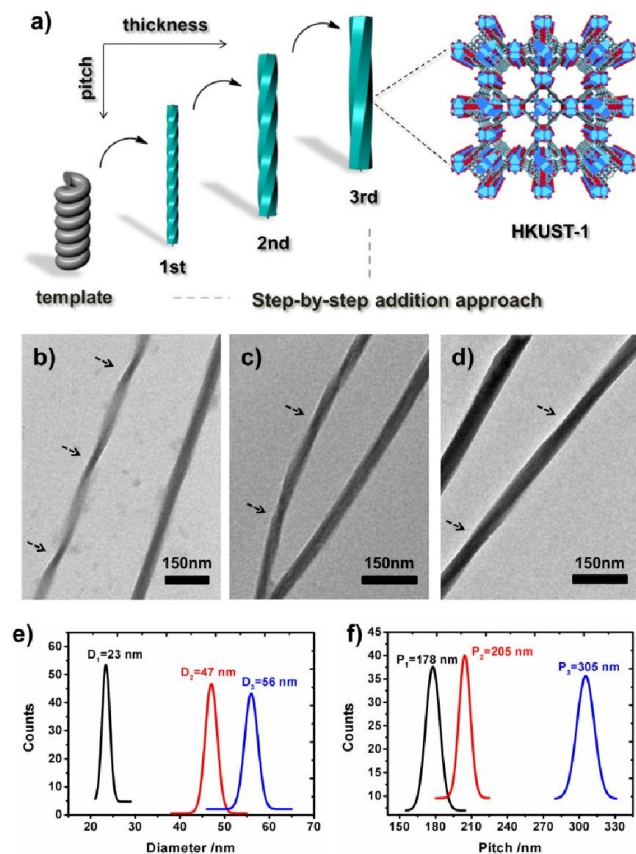 a)
thickness
pitch
template
1st
2nd
3rd
HKUST-1
Step-by-step addition approach
b)
150nm
c)
150nm
d)
150nm
e)
D1=23 nm
D2=47 nm
D3=56 nm
Counts
60
50
40
30
20
10
0
20 30 40 50 60 70
Diameter /nm
f)
P1=178 nm
P2=205 nm
P3=305 nm
Counts
45
40
35
30
25
20
15
10
150 180 210 240 270 300 330
Pitch /nm